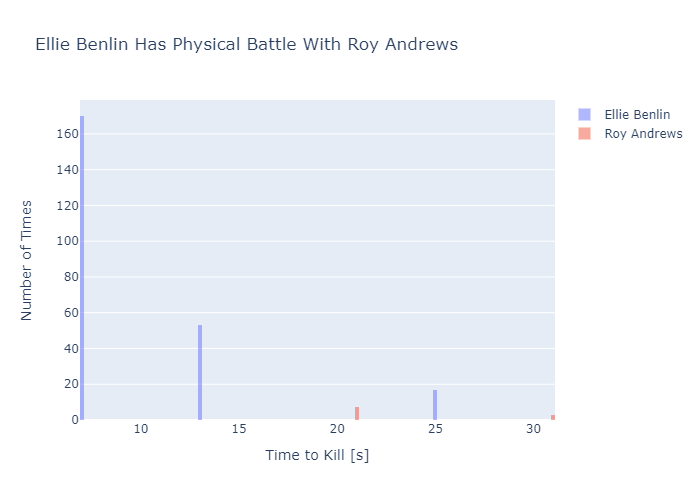 Ellie Benlin Has Physical Battle With Roy Andrews
Ellie Benlin
Roy Andrews
Number of Times
160
140
120
100
80
60
40
20
0
10
15
20
25
30
Time to Kill [s]